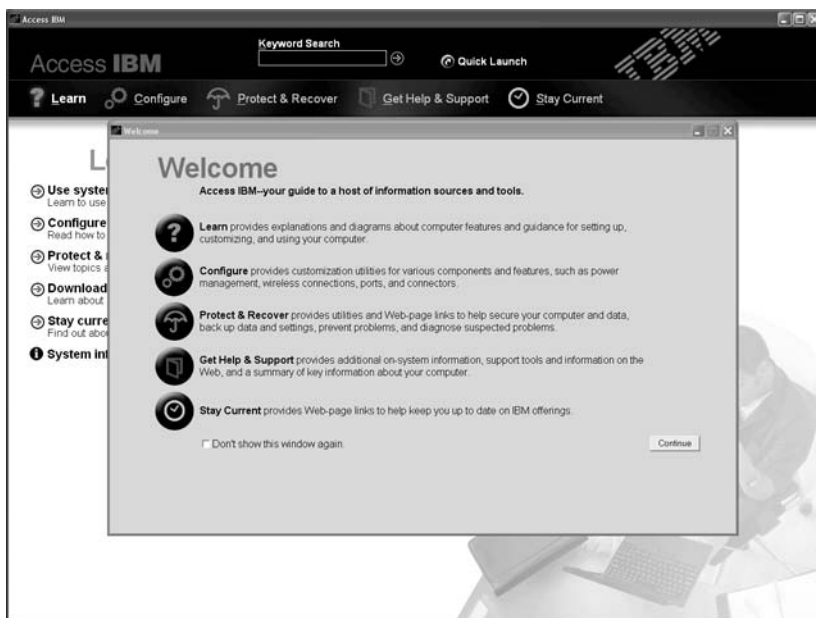 Access IBM
Keyword Search
Access IBM
Quick Launch
IBM
Learn
Configure
Protect & Recover
Get Help & Support
Stay Current
Welcome
Welcome
Access IBM--your guide to a host of information sources and tools.
Learn provides explanations and diagrams about computer features and guidance for setting up,
customizing, and using your computer.
Configure provides customization utilities for various components and features, such as power
management, wireless connections, ports, and connectors.
Protect & Recover provides utilities and Web-page links to help secure your computer and data,
back up data and settings, prevent problems, and diagnose suspected problems.
Get Help & Support provides additional on-system information, support tools and information on the
Web, and a summary of key information about your computer.
Stay Current provides Web-page links to help keep you up to date on IBM offerings.
Don't show this window again.
Continue
Use
Learn to use
Configure
Read how to
Protect &
View topics
Download
Learn about
Stay
Find out
System